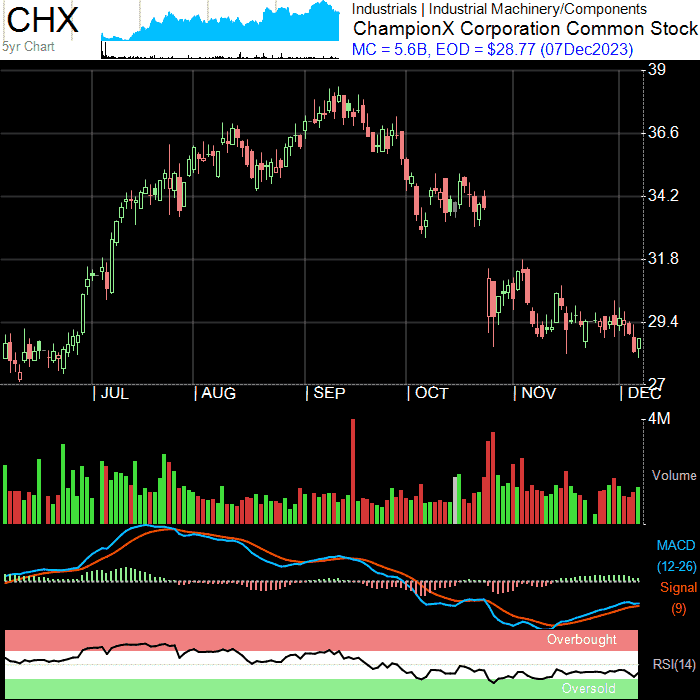 CHX
5yr Chart
Industrials | Industrial Machinery/Components
ChampionX Corporation Common Stock
MC = 5.6B, EOD = $28.77 (07Dec2023)
39
36.6
34.2
31.8
29.4
27
| JUL | AUG | SEP | OCT | NOV | DEC
4M
Volume
MACD
(12-26)
Signal
(9)
Overbought
RSI(14)
Oversold